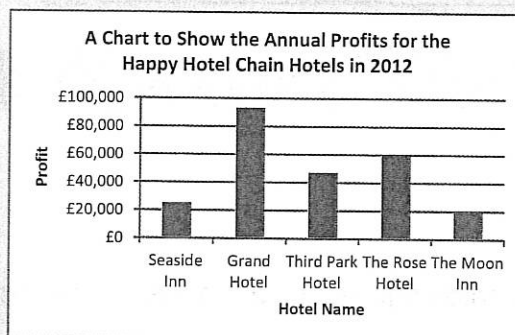 A Chart to Show the Annual Profits for the
Happy Hotel Chain Hotels in 2012
£100,000
£80,000
£60,000
£40,000
£20,000
£0
Profit
Seaside Inn
Grand Hotel
Third Park Hotel
The Rose Hotel
The Moon Inn
Hotel Name